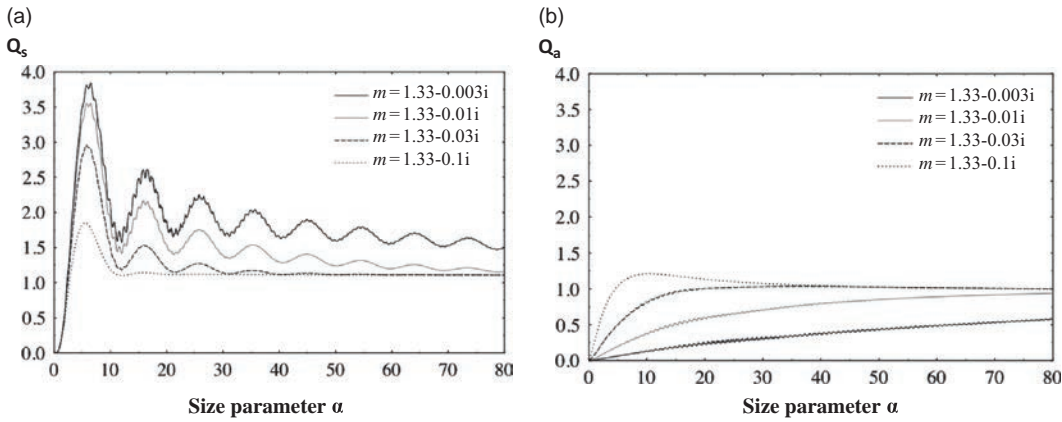 (a)
Qs
4.0
3.5
3.0
2.5
2.0
1.5
1.0
0.5
0.0
0 10 20 30 40 50 60 70 80
m=1.33-0.003i
m=1.33-0.01i
m=1.33-0.03i
m=1.33-0.1i
Size parameter α
(b)
Qa
4.0
3.5
3.0
2.5
2.0
1.5
1.0
0.5
0.0
0 10 20 30 40 50 60 70 80
m=1.33-0.003i
m=1.33-0.01i
m=1.33-0.03i
m=1.33-0.1i
Size parameter α